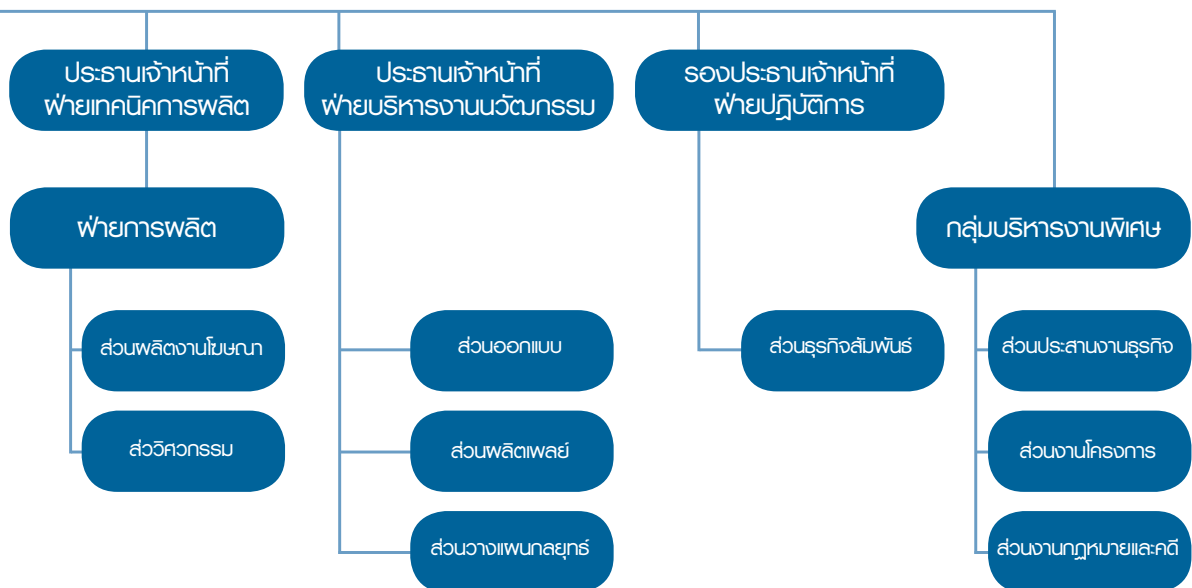 ประธานเจ้าหน้าที่
ฝ่ายเทคนิคการผลิต
ประธานเจ้าหน้าที่
ฝ่ายบริหารงานนวัฒกรรม
รองประธานเจ้าหน้าที่
ฝ่ายปฎิบัติการ
ฝ่ายการผลิต
กลุ่มบริหารงานพิเศษ
ส่วนผลิตงานโฆษณา
ส่วนออกแบบ
ส่วนธุรกิจสัมพันธ์
ส่วนประสานงานธุรกิจ
ส่ววิศวกรรม
ส่วนผลิตเพลย์
ส่วนงานโครงการ
ส่วนวางแผนกลยุทธ์
ส่วนงานกฎหมายและคดี